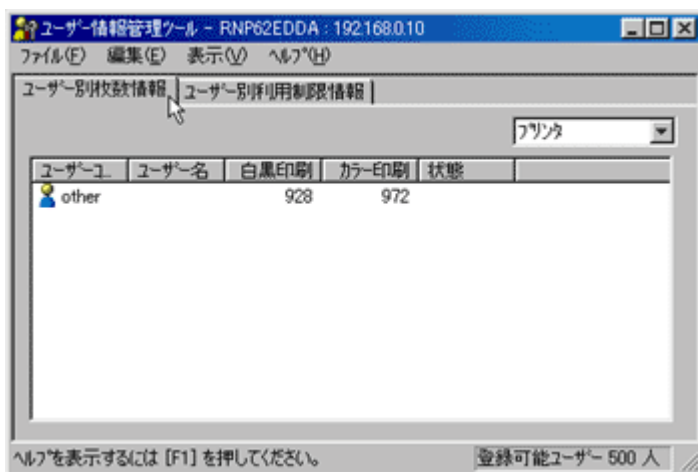 ユーザー情報管理ツール - RNP62EDDA : 192.168.0.10
ファイル(F) 編集(E) 表示(V) ヘルプ(H)
ユーザー別枚数情報 ユーザー別利用制限情報
プリンタ
ユーザーコ... ユーザー名 白黒印刷 カラー印刷 状態
other 928 972
ヘルプを表示するには [F1] を押してください。 登録可能ユーザー 500 人